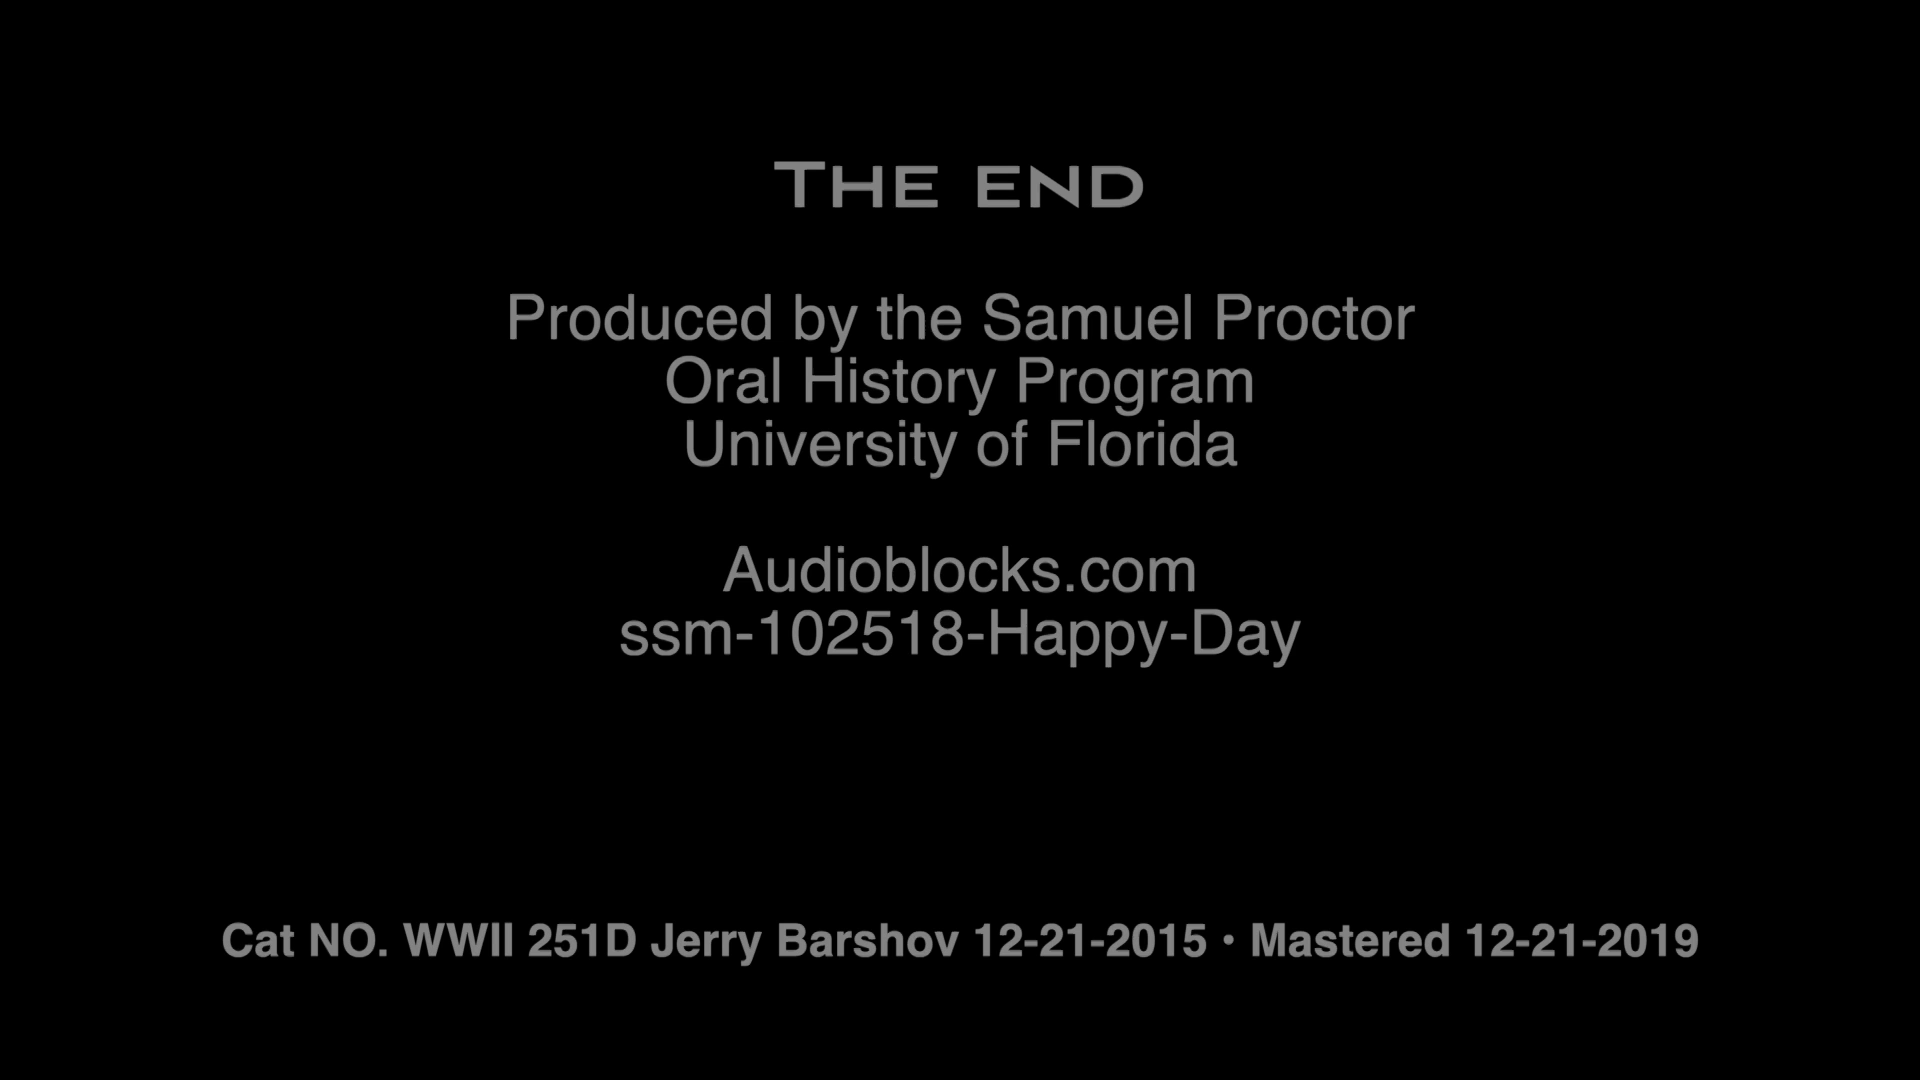 THE END
Produced by the Samuel Proctor
Oral History Program
University of Florida
Audioblocks.com
ssm-102518-Happy-Day
Cat NO. WWII 251D Jerry Barshov 12-21-2015 • Mastered 12-21-2019